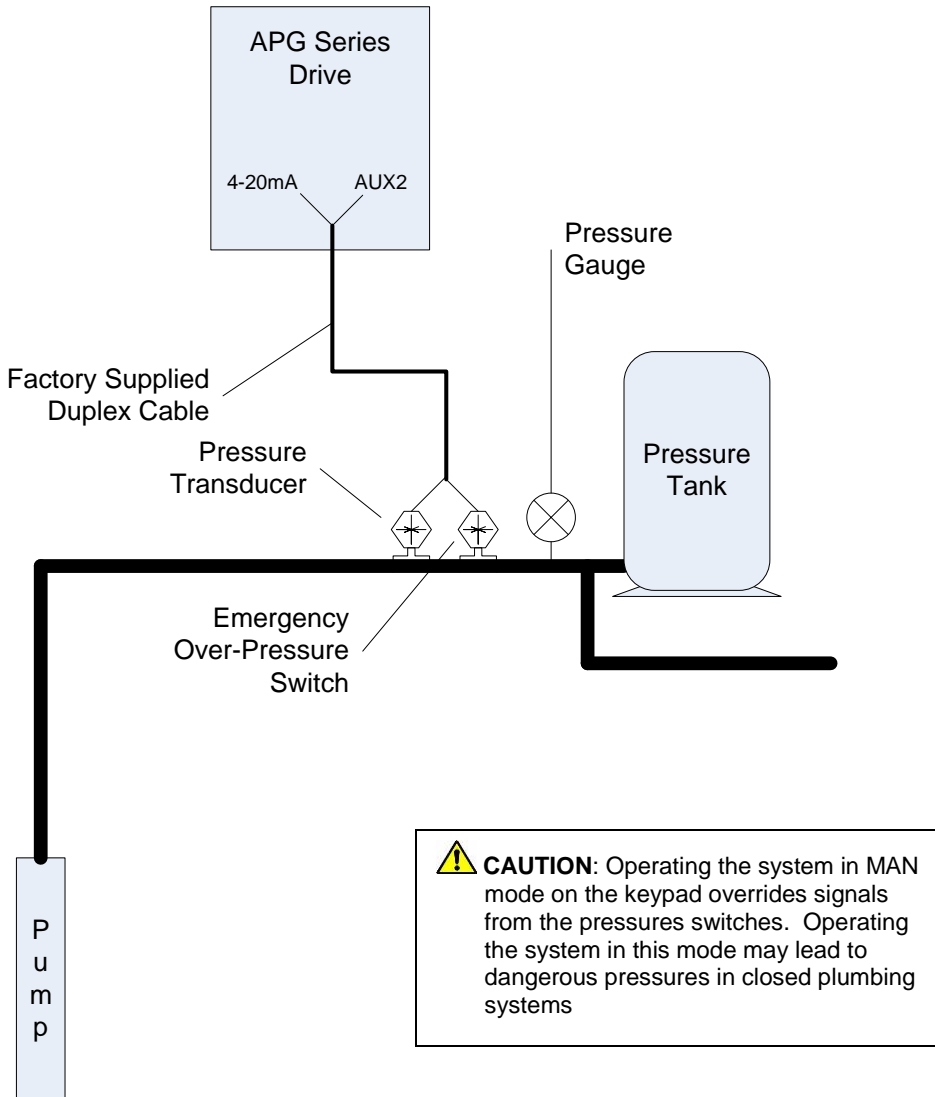 APG Series
Drive
4-20mA
AUX2
Pressure
Gauge
Factory Supplied
Duplex Cable
Pressure
Transducer
Pressure
Tank
Emergency
Over-Pressure
Switch
CAUTION: Operating the system in MAN
mode on the keypad overrides signals
from the pressures switches. Operating
the system in this mode may lead to
dangerous pressures in closed plumbing
systems
P
u
m
p